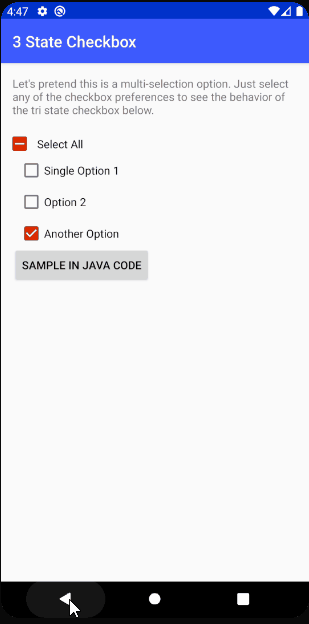 4:47
3 State Checkbox
Let's pretend this is a multi-selection option. Just select
any of the checkbox preferences to see the behavior of
the tri state checkbox below.
Select All
Single Option 1
Option 2
Another Option
SAMPLE IN JAVA CODE